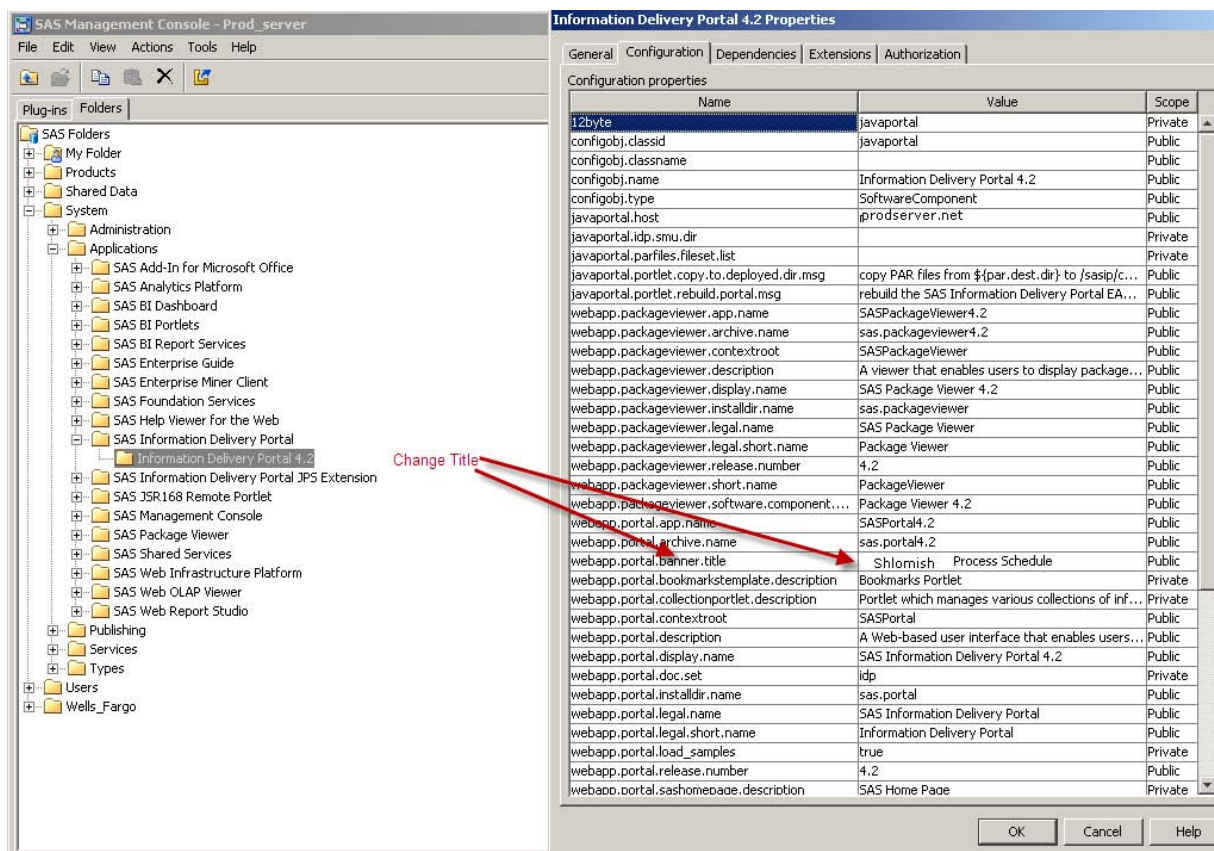 SAS Management Console - Prod_server
File Edit View Actions Tools Help
Plug-ins Folders
SAS Folders
My Folder
Products
Shared Data
System
Administration
Applications
SAS Add-In for Microsoft Office
SAS Analytics Platform
SAS BI Dashboard
SAS BI Portlets
SAS BI Report Services
SAS Enterprise Guide
SAS Enterprise Miner Client
SAS Foundation Services
SAS Help Viewer for the Web
SAS Information Delivery Portal
Information Delivery Portal 4.2
SAS Information Delivery Portal JPS Extension
SAS JSR168 Remote Portlet
SAS Management Console
SAS Package Viewer
SAS Shared Services
SAS Web Infrastructure Platform
SAS Web OLAP Viewer
SAS Web Report Studio
Publishing
Services
Types
Users
Wells_Fargo
Change Title
Information Delivery Portal 4.2 Properties
General Configuration Dependencies Extensions Authorization
Configuration properties
Name Value Scope
12byte javaportal Private
configobj.classid javaportal Public
configobj.classname Public
configobj.name Information Delivery Portal 4.2 Public
configobj.type SoftwareComponent Public
javaportal.host prodserver.net Public
javaportal.idp.smu.dir Private
javaportal.parfiles.fileset.list Private
javaportal.portlet.copy.to.deployed.dir.msg copy PAR files from ${par.dest.dir} to /sasip/c... Public
javaportal.portlet.rebuild.portal.msg rebuild the SAS Information Delivery Portal EA... Public
webapp.packageviewer.app.name SASPackageViewer4.2 Public
webapp.packageviewer.archive.name sas.packageviewer4.2 Public
webapp.packageviewer.contextroot SASPackageViewer Public
webapp.packageviewer.description A viewer that enables users to display package... Public
webapp.packageviewer.display.name SAS Package Viewer 4.2 Public
webapp.packageviewer.installdir.name sas.packageviewer Public
webapp.packageviewer.legal.name SAS Package Viewer Public
webapp.packageviewer.legal.short.name Package Viewer Public
webapp.packageviewer.release.number 4.2 Public
webapp.packageviewer.short.name PackageViewer Public
webapp.packageviewer.software.component.... Package Viewer 4.2 Public
webapp.portal.app.name SASPortal4.2 Public
webapp.portal.archive.name sas.portal4.2 Public
webapp.portal.banner.title Shlomish Process Schedule Public
webapp.portal.bookmarkstemplate.description Bookmarks Portlet Private
webapp.portal.collectionportlet.description Portlet which manages various collections of inf... Private
webapp.portal.contextroot SASPortal Public
webapp.portal.description A Web-based user interface that enables users... Public
webapp.portal.display.name SAS Information Delivery Portal 4.2 Public
webapp.portal.doc.set idp Private
webapp.portal.installdir.name sas.portal Public
webapp.portal.legal.name SAS Information Delivery Portal Public
webapp.portal.legal.short.name Information Delivery Portal Public
webapp.portal.load_samples true Private
webapp.portal.release.number 4.2 Public
webapp.portal.sashomepage.description SAS Home Page Private
OK Cancel Help